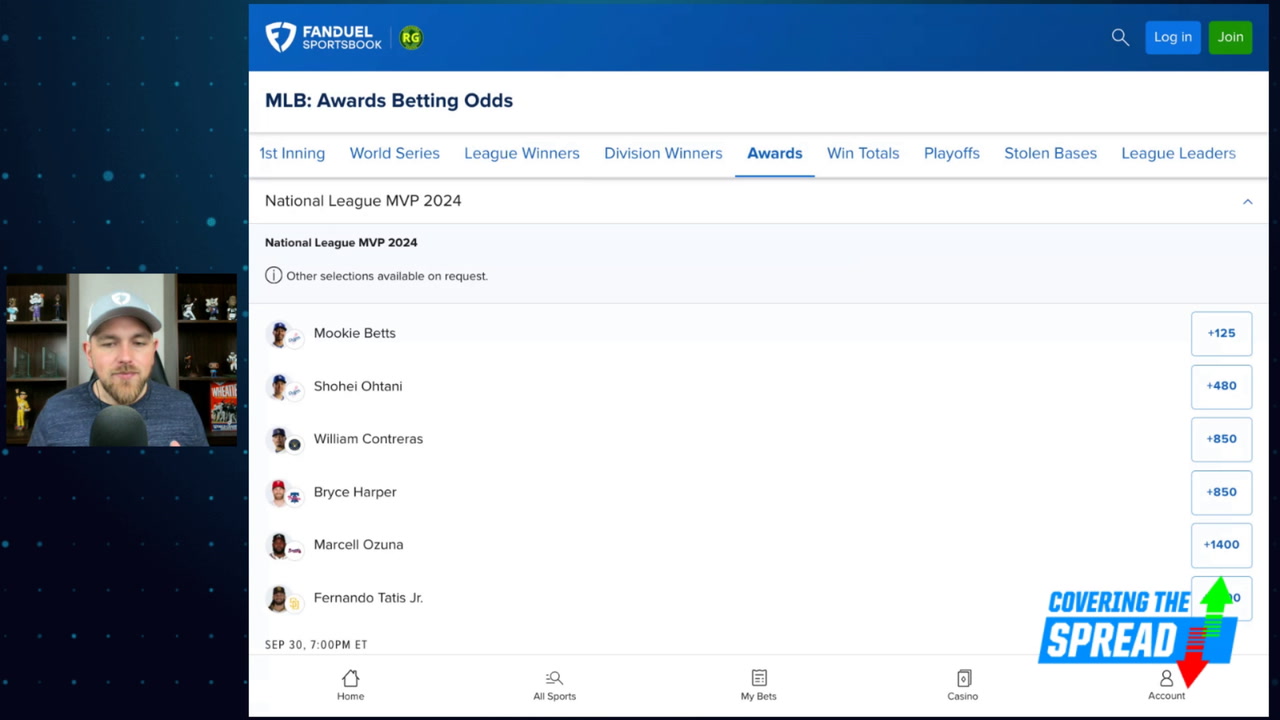 FANDUEL
SPORTSBOOK
RG
Log in
Join
MLB: Awards Betting Odds
1st Inning World Series League Winners Division Winners Awards Win Totals Playoffs Stolen Bases League Leaders
National League MVP 2024
National League MVP 2024
Other selections available on request.
Mookie Betts +125
Shohei Ohtani +480
William Contreras +850
Bryce Harper +850
Marcell Ozuna +1400
Fernando Tatis Jr.
SEP 30, 7:00PM ET
COVERING THE
SPREAD
Home All Sports My Bets Casino Account
WHEATIES